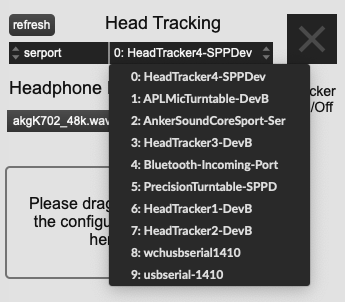 refresh
Head Tracking
serport
0: HeadTracker4-SPPDev
0: HeadTracker4-SPPDev
1: APLMicTurntable-DevB
2: AnkerSoundCoreSport-Ser
3: HeadTracker3-DevB
4: Bluetooth-Incoming-Port
5: PrecisionTurntable-SPPD
6: HeadTracker1-DevB
7: HeadTracker2-DevB
8: wchusbserial1410
9: usbserial-1410
Headphone
/Off
akgK702_48k.wav
Please drag
the configu